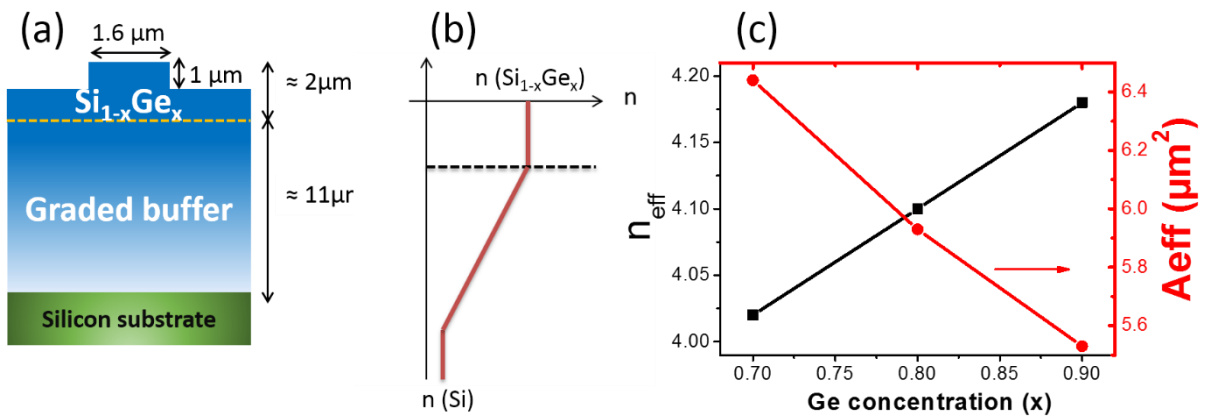 (a)
1.6 µm
1 µm
≈ 2µm
Si1-xGex
≈ 11µr
Graded buffer
Silicon substrate
(b)
n (Si1-xGex)
n
n (Si)
(c)
4.20
4.15
4.10
4.05
4.00
neff
0.70
0.75
0.80
0.85
0.90
Ge concentration (x)
6.4
6.2
6.0
5.8
5.6
Aeff (µm²)